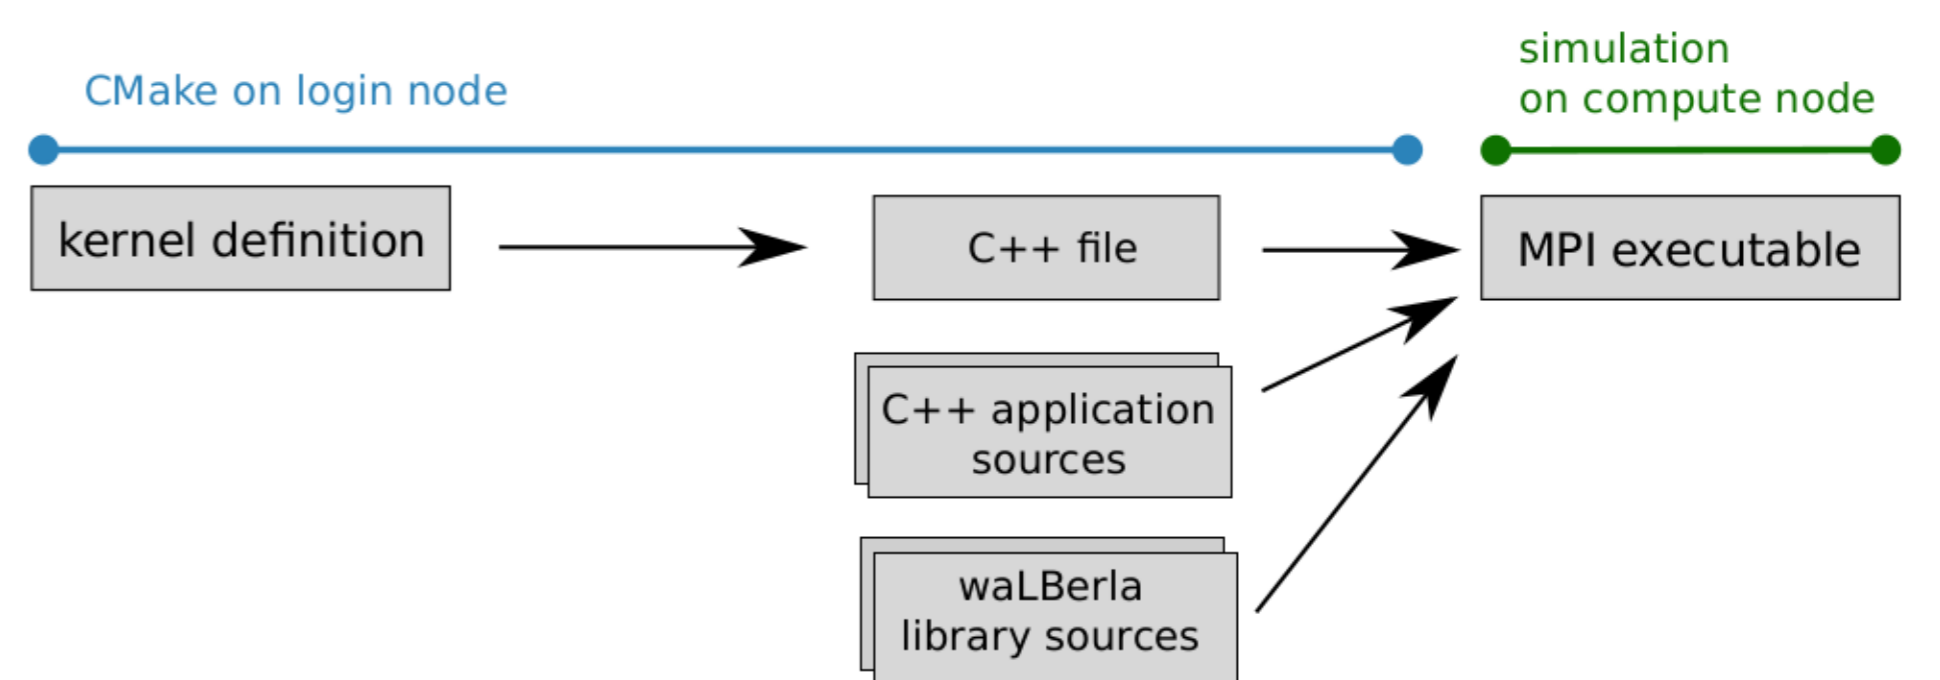 CMake on login node
simulation
on compute node
kernel definition
C++ file
MPI executable
C++ application
sources
waLBerla
library sources